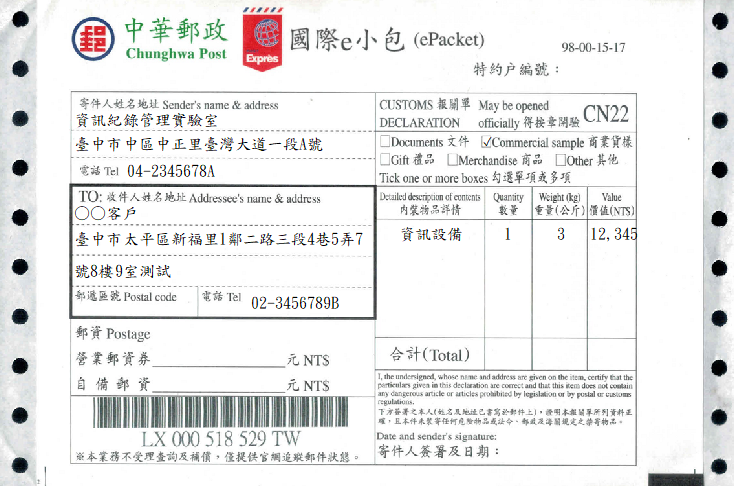 中華郵政
Chunghwa Post
Exprès
國際e小包 (ePacket)
98-00-15-17
特約戶編號：
寄件人姓名地址 Sender's name & address
資訊紀錄管理實驗室
臺中市中區中正里臺灣大道一段A號
電話 Tel 04-2345678A
TO: 收件人姓名地址 Addressee's name & address
○○客戶
臺中市太平區新福里1鄰二路三段4巷5弄7
號8樓9室測試
郵遞區號 Postal code 電話 Tel 02-3456789B
郵資 Postage
營業郵資券 元 NT$
自備郵資 元 NT$
LX 000 518 529 TW
※本業務不受理查詢及補償，僅提供官網追蹤郵件狀態。
CUSTOMS 報關單 May be opened
DECLARATION officially 得按章開驗 CN22
Documents 文件 Commercial sample 商業貨樣
Gift 禮品 Merchandise 商品 Other 其他
Tick one or more boxes 勾選單項或多項
Detailed description of contents Quantity Weight (kg) Value
內裝物品詳情 數量 重量(公斤) 價值(NT$)
資訊設備 1 3 12,345
合計(Total)
I, the undersigned, whose name and address are given on the item, certify that the
particulars given in this declaration are correct and that this item does not contain
any dangerous article or articles prohibited by legislation or by postal or customs
regulations.
下方簽署之本人(姓名及地址已書寫於郵件上)，證明本報關單所列資料正
確，且本件未裝寄任何危險物品或法令、郵政及海關規定之禁寄物品。
Date and sender's signature:
寄件人簽署及日期：